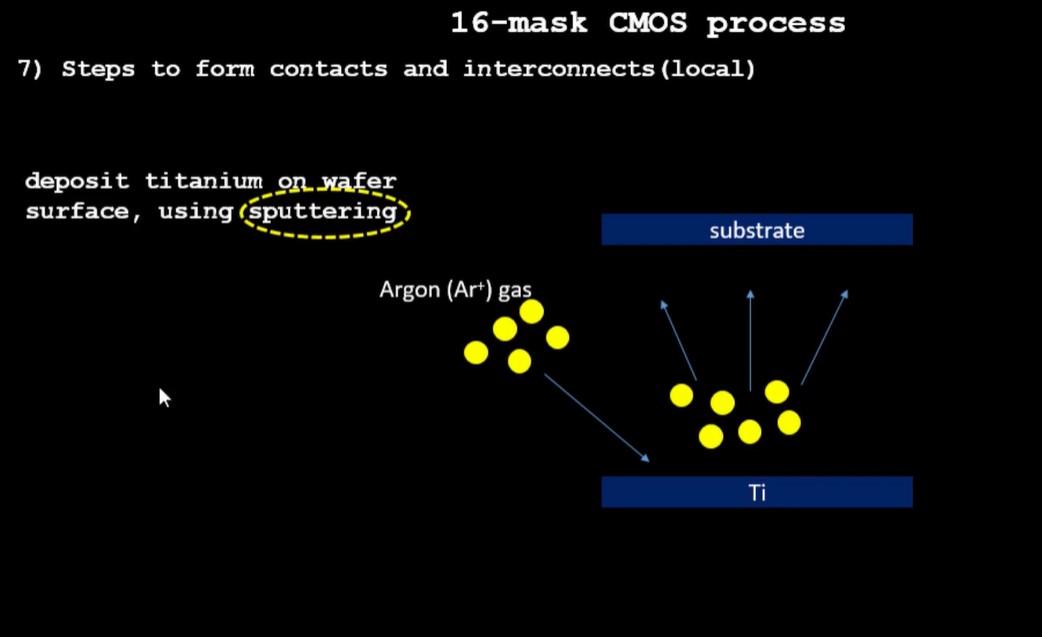 16-mask CMOS process
7) Steps to form contacts and interconnects(local)
deposit titanium on wafer
surface, using sputtering
substrate
Argon (Ar⁺) gas
Ti